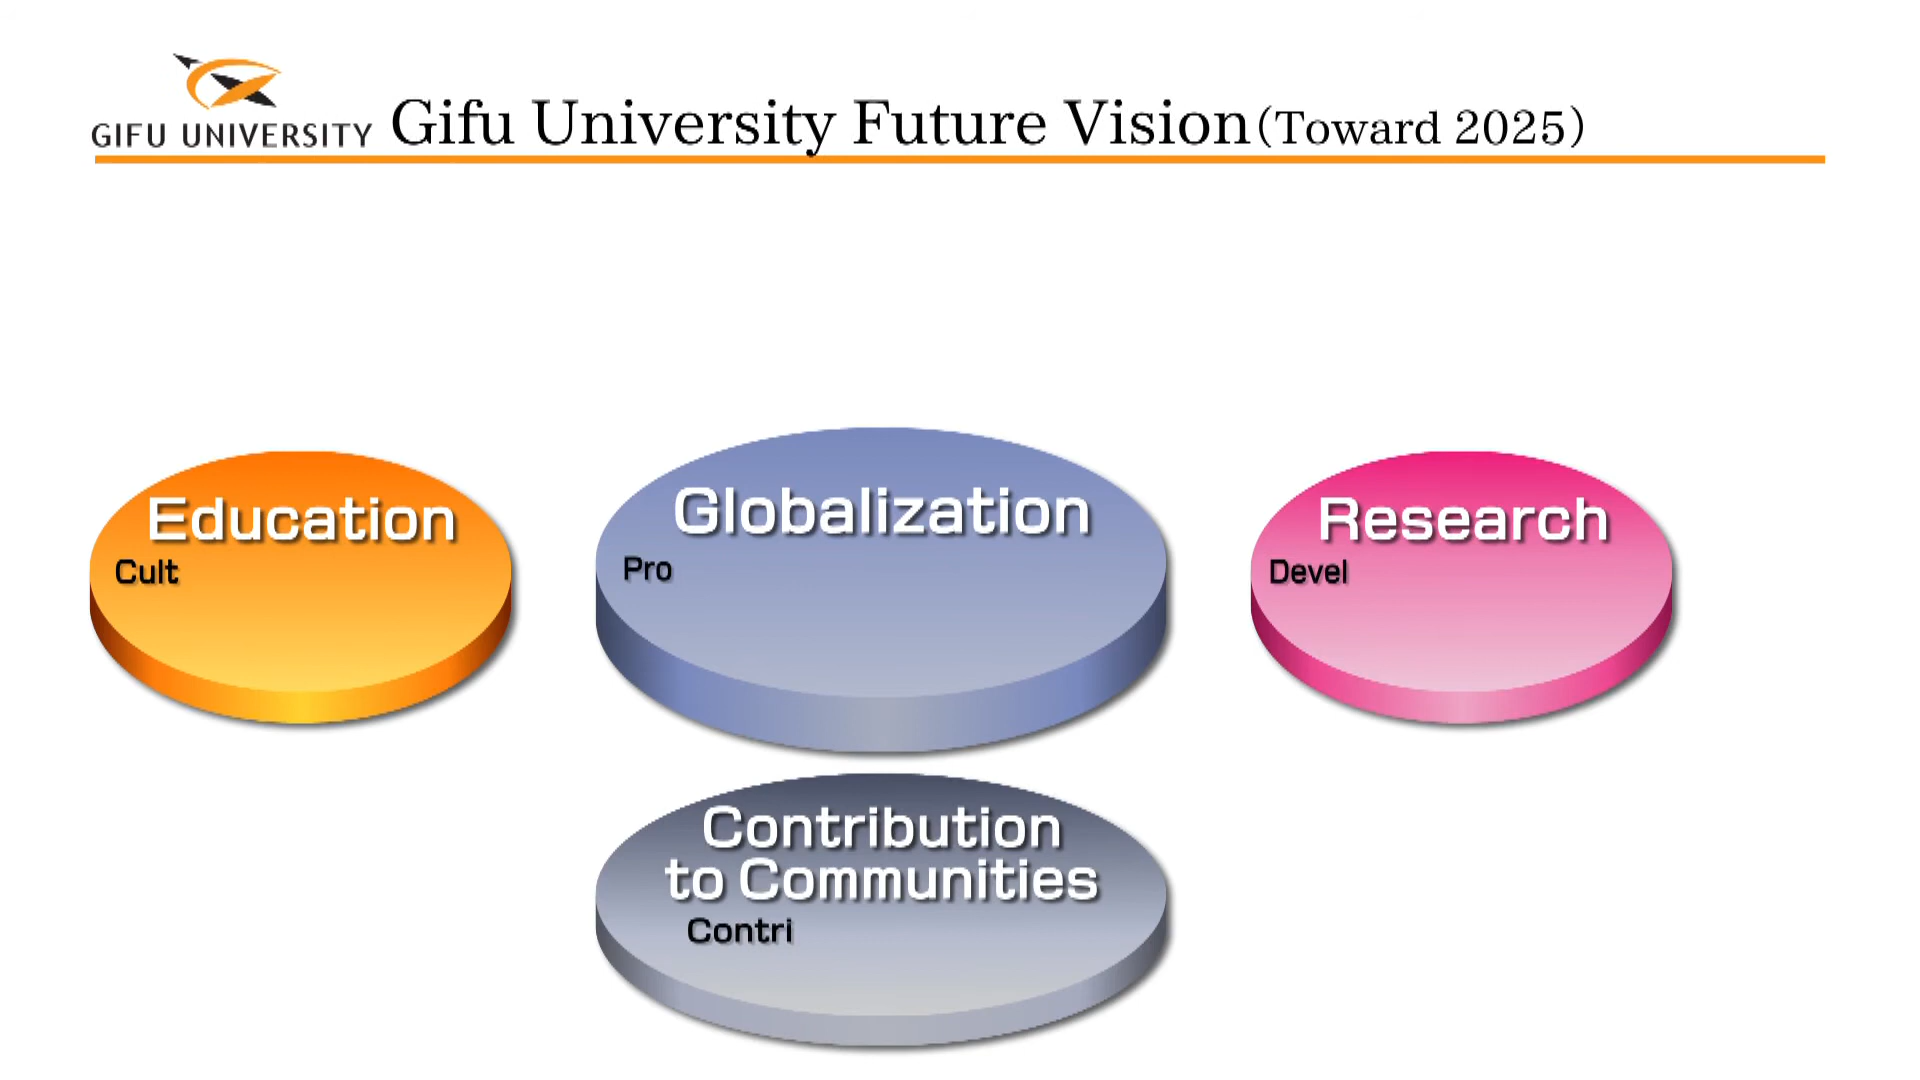 GIFU UNIVERSITY
Gifu University Future Vision(Toward 2025)
Education
Cult
Globalization
Pro
Research
Devel
Contribution
to Communities
Contri